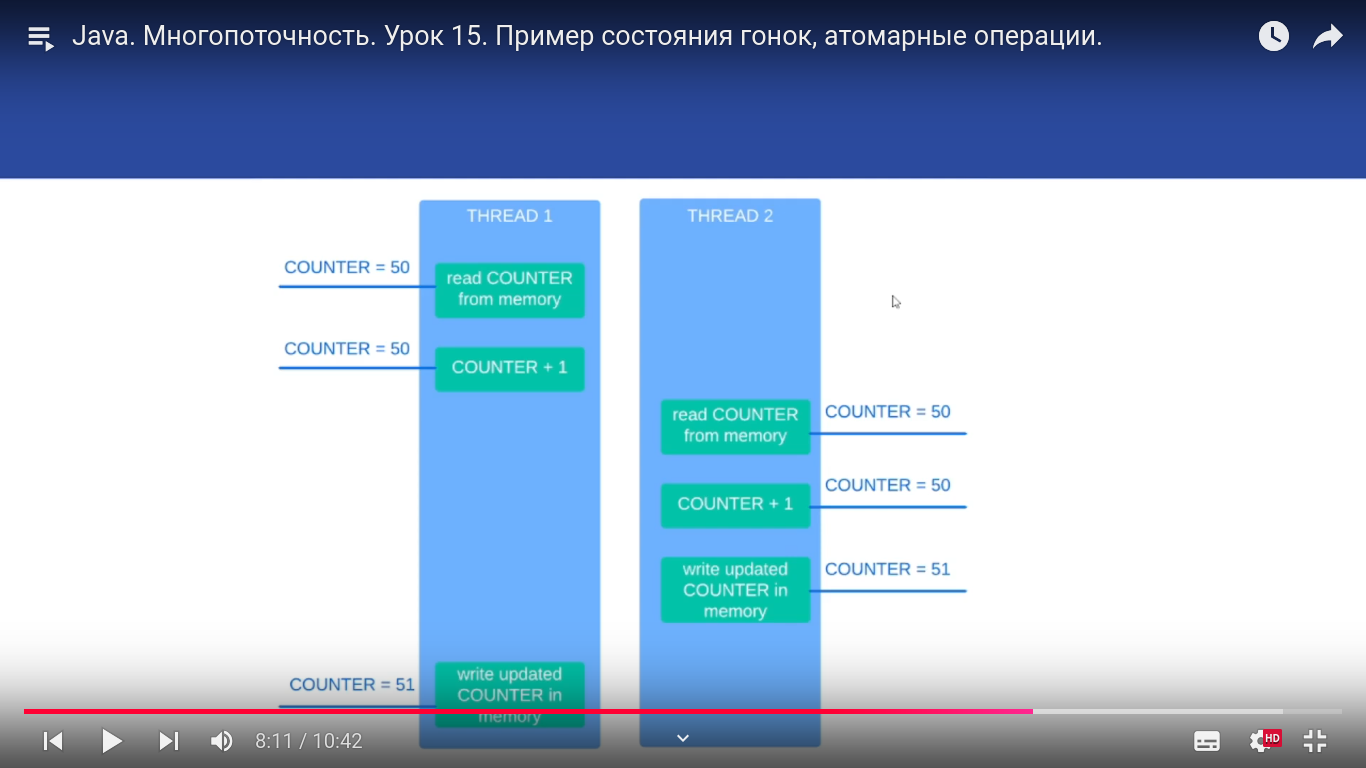 Java. Многопоточность. Урок 15. Пример состояния гонок, атомарные операции.
THREAD 1
THREAD 2
COUNTER = 50
read COUNTER
from memory
COUNTER = 50
COUNTER + 1
read COUNTER
from memory
COUNTER = 50
COUNTER + 1
COUNTER = 50
write updated
COUNTER in
memory
COUNTER = 51
COUNTER = 51
write updated
COUNTER in
memory
8:11 / 10:42
HD